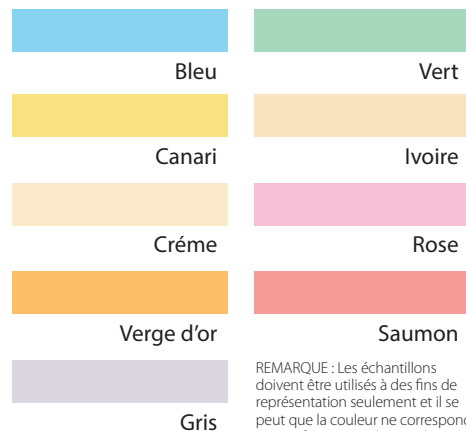 Bleu
Vert
Canari
Ivoire
Créme
Rose
Verge d'or
Saumon
Gris
REMARQUE : Les échantillons
doivent être utilisés à des fins de
représentation seulement et il se
peut que la couleur ne correspond